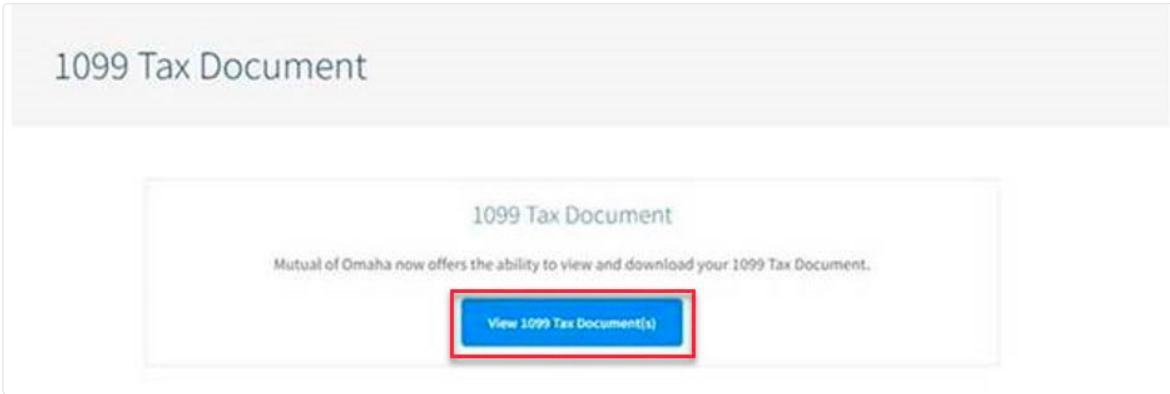 1099 Tax Document
1099 Tax Document
Mutual of Omaha now offers the ability to view and download your 1099 Tax Document.
View 1099 Tax Document(s)